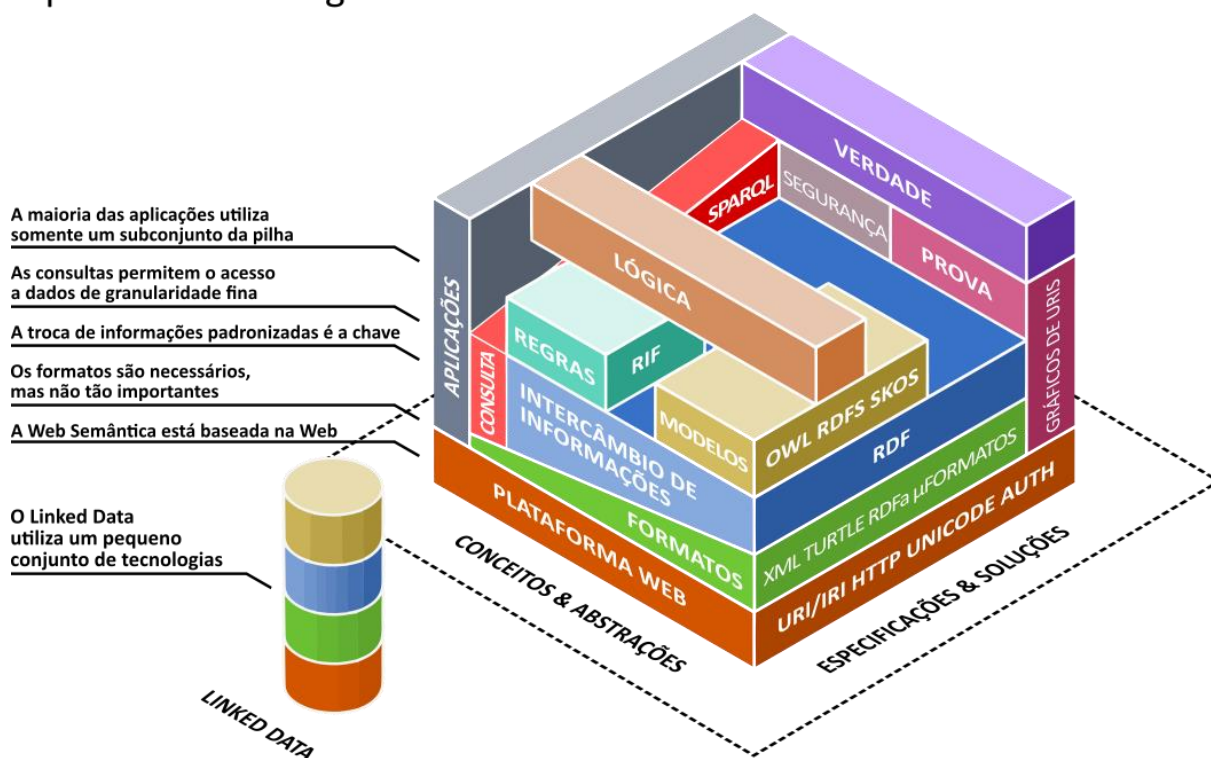 A maioria das aplicações utiliza
somente um subconjunto da pilha
As consultas permitem o acesso
a dados de granularidade fina
A troca de informações padronizadas é a chave
Os formatos são necessários,
mas não tão importantes
A Web Semântica está baseada na Web
O Linked Data
utiliza um pequeno
conjunto de tecnologias
LINKED DATA
APLICAÇÕES
CONSULTA
REGRAS
RIF
LÓGICA
INTERCÂMBIO DE
INFORMAÇÕES
MODELOS
OWL RDFS SKOS
FORMATOS
PLATAFORMA WEB
CONCEITOS & ABSTRAÇÕES
SPARQL
SEGURANÇA
VERDADE
PROVA
GRÁFICOS DE URIS
RDF
XML TURTLE RDFa µFORMATOS
URI/IRI HTTP UNICODE AUTH
ESPECIFICAÇÕES & SOLUÇÕES